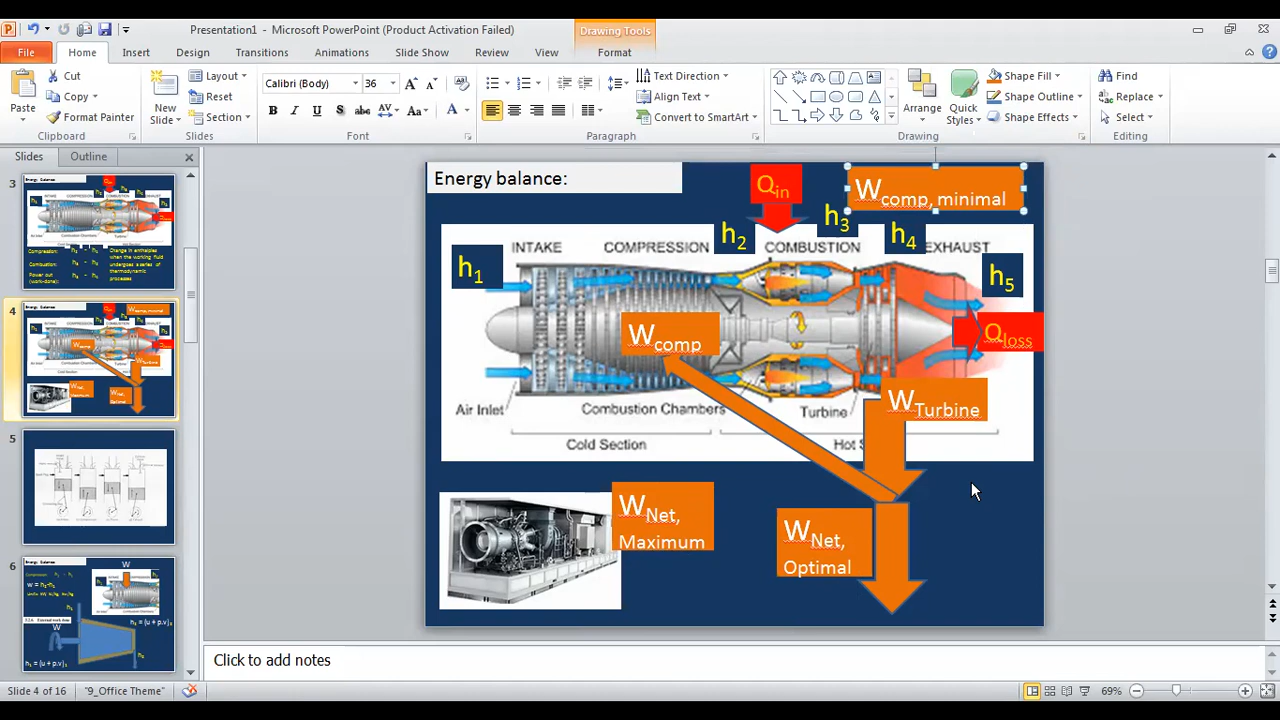 Presentation1 - Microsoft PowerPoint (Product Activation Failed)
Drawing Tools
File Home Insert Design Transitions Animations Slide Show Review View Format
Paste
Cut
Copy
Format Painter
Clipboard
New Slide
Layout
Reset
Section
Slides
Calibri (Body) 36
Font
Text Direction
Align Text
Convert to SmartArt
Paragraph
Arrange
Quick Styles
Shape Fill
Shape Outline
Shape Effects
Drawing
Find
Replace
Select
Editing
Slides Outline
3
4
5
6
Energy balance:
Qin
Wcomp, minimal
h1
h2
h3
h4
h5
INTAKE COMPRESSION COMBUSTION EXHAUST
Wcomp
Qloss
WTurbine
Air Inlet
Combustion Chambers
Turbine
Cold Section
Hot S
WNet,
Maximum
WNet,
Optimal
Click to add notes
Slide 4 of 16 "9_Office Theme" 69%